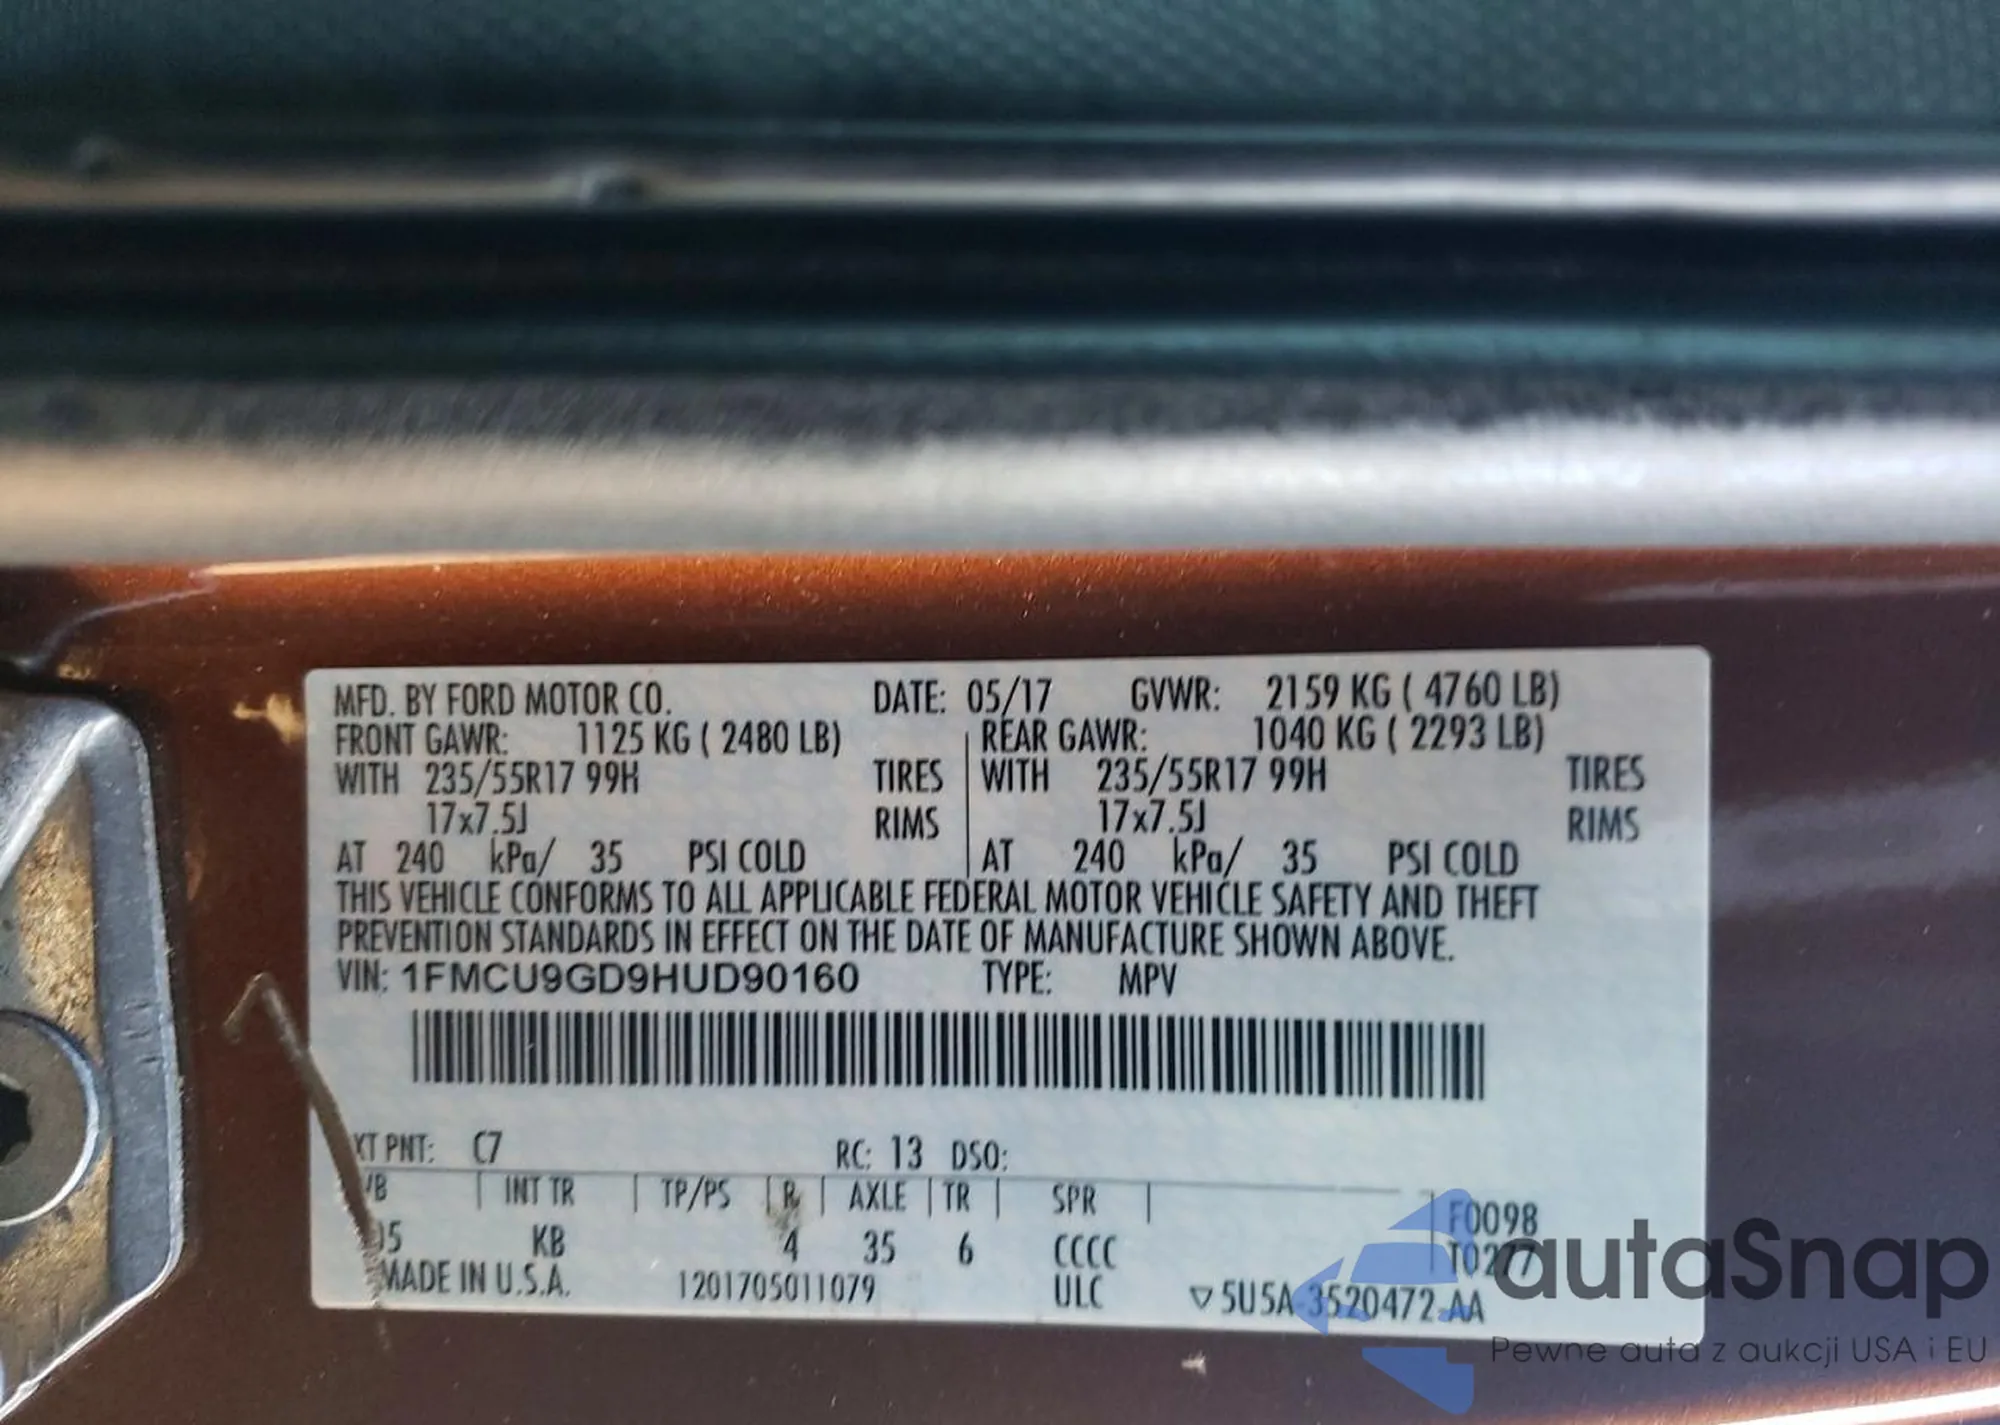 MFD. BY FORD MOTOR CO. DATE: 05/17 GVWR: 2159 KG ( 4760 LB)
FRONT GAWR: 1125 KG ( 2480 LB) REAR GAWR: 1040 KG ( 2293 LB)
WITH 235/55R17 99H TIRES WITH 235/55R17 99H TIRES
17x7.5J RIMS 17x7.5J RIMS
AT 240 kPa/ 35 PSI COLD AT 240 kPa/ 35 PSI COLD
THIS VEHICLE CONFORMS TO ALL APPLICABLE FEDERAL MOTOR VEHICLE SAFETY AND THEFT
PREVENTION STANDARDS IN EFFECT ON THE DATE OF MANUFACTURE SHOWN ABOVE.
VIN: 1FMCU9GD9HUD90160 TYPE: MPV
XT PNT: C7 RC: 13 DSO:
WB | INT TR | TP/PS | R | AXLE | TR | SPR | F0098
05 KB 4 35 6 CCCC T0277
MADE IN U.S.A. 1201705011079 ULC ▽5U5A-3520472-AA
autaSnap
Pewne auta z aukcji USA i EU